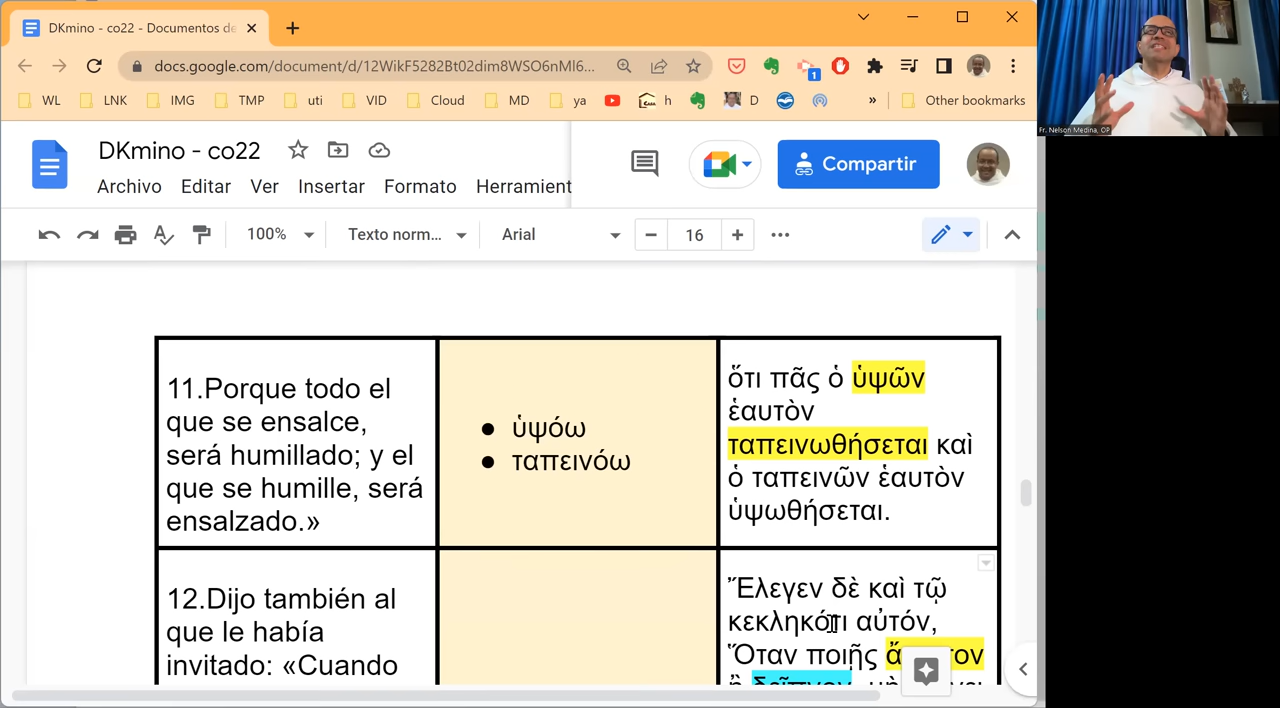 DKmino - co22 - Documentos de
docs.google.com/document/d/12WikF5282Bt02dim8WSO6nMl6...
1
WL
LNK
IMG
TMP
uti
VID
Cloud
MD
ya
h
D
»
Other bookmarks
Fr. Nelson Medina, OP
DKmino - co22
Archivo Editar Ver Insertar Formato Herramient
Compartir
100%
Texto norm...
Arial
16
11.Porque todo el
que se ensalce,
será humillado; y el
que se humille, será
ensalzado.»
● ὑψόω
● ταπεινόω
ὅτι πᾶς ὁ ὑψῶν
ἑαυτὸν
ταπεινωθήσεται καὶ
ὁ ταπεινῶν ἑαυτὸν
ὑψωθήσεται.
12.Dijo también al
que le había
invitado: «Cuando
Ἔλεγεν δὲ καὶ τῷ
κεκληκότι αὐτόν,
Ὅταν ποιῇς
ἢ δεῖπνον